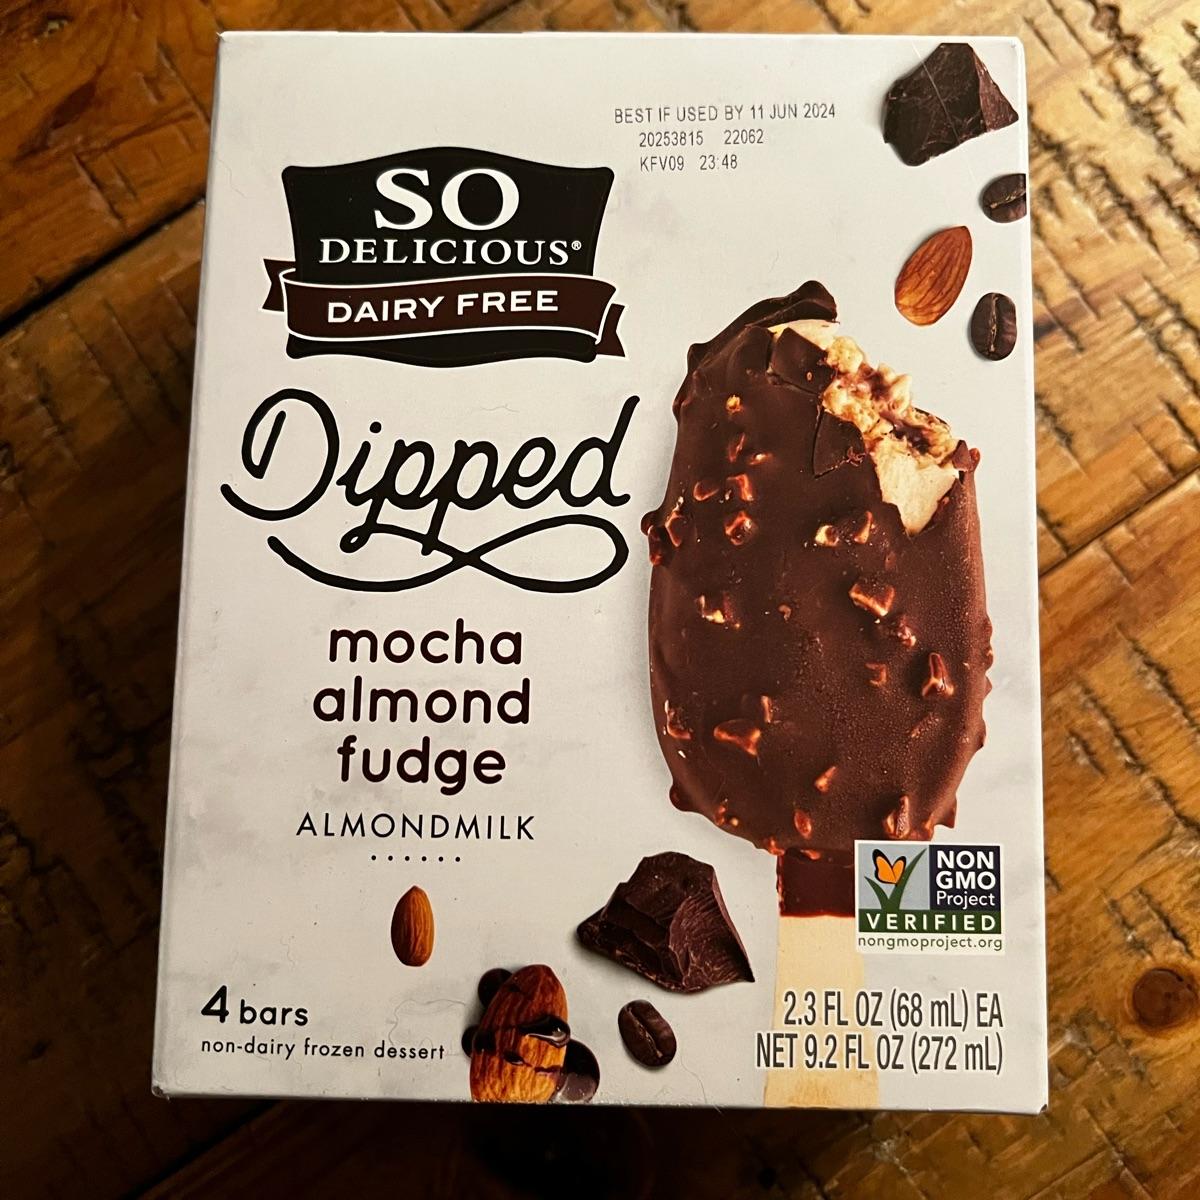 BEST IF USED BY 11 JUN 2024
20253815 22062
KFV09 23:48
SO
DELICIOUS®
DAIRY FREE
Dipped
mocha
almond
fudge
ALMONDMILK
NON
GMO
Project
VERIFIED
nongmoproject.org
4 bars
non-dairy frozen dessert
2.3 FL OZ (68 mL) EA
NET 9.2 FL OZ (272 mL)